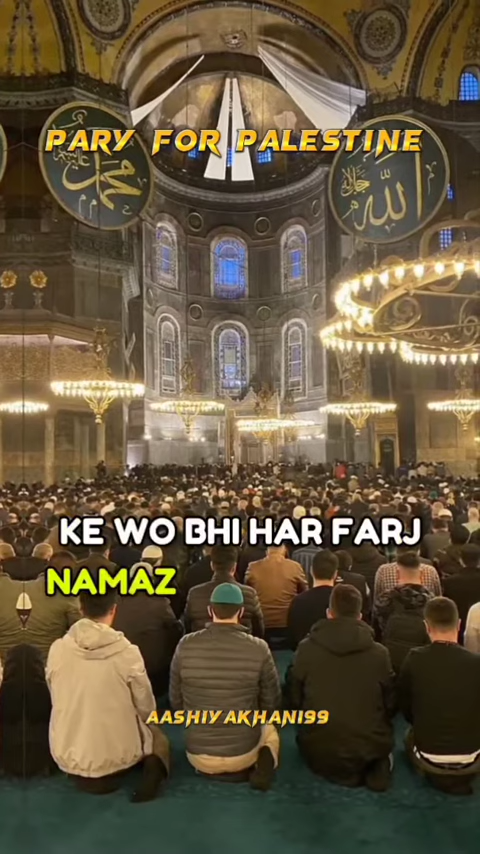 PARY FOR PALESTINE
محمد
الله
KE WO BHI HAR FARJ
NAMAZ
AASHIYAKHANI99